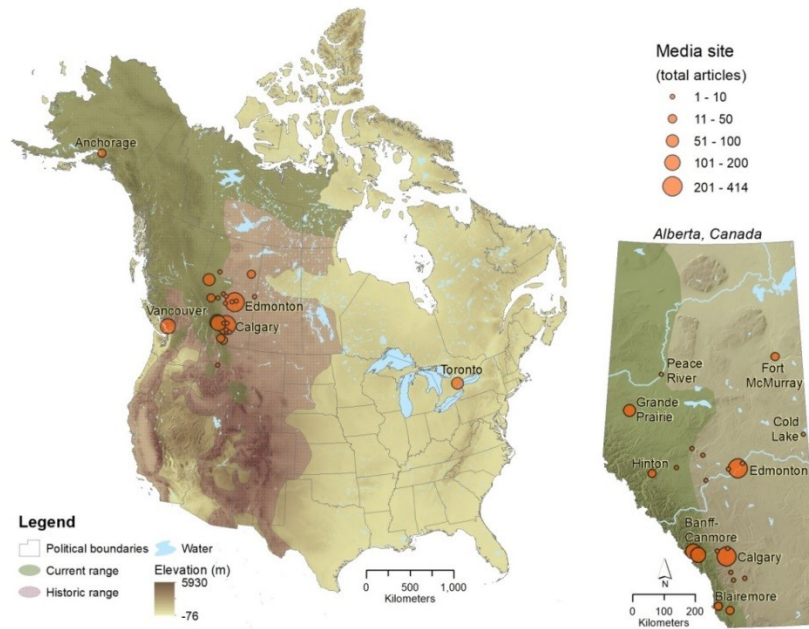 Media site
(total articles)
1 - 10
11 - 50
51 - 100
101 - 200
201 - 414
Anchorage
Vancouver
Edmonton
Calgary
Toronto
Legend
Political boundaries
Water
Current range
Historic range
Elevation (m)
5930
-76
0 500 1,000
Kilometers
Alberta, Canada
Peace
River
Fort
McMurray
Grande
Prairie
Cold
Lake
Hinton
Edmonton
Banff-
Canmore
Calgary
Blairemore
N
0 100 200
Kilometers